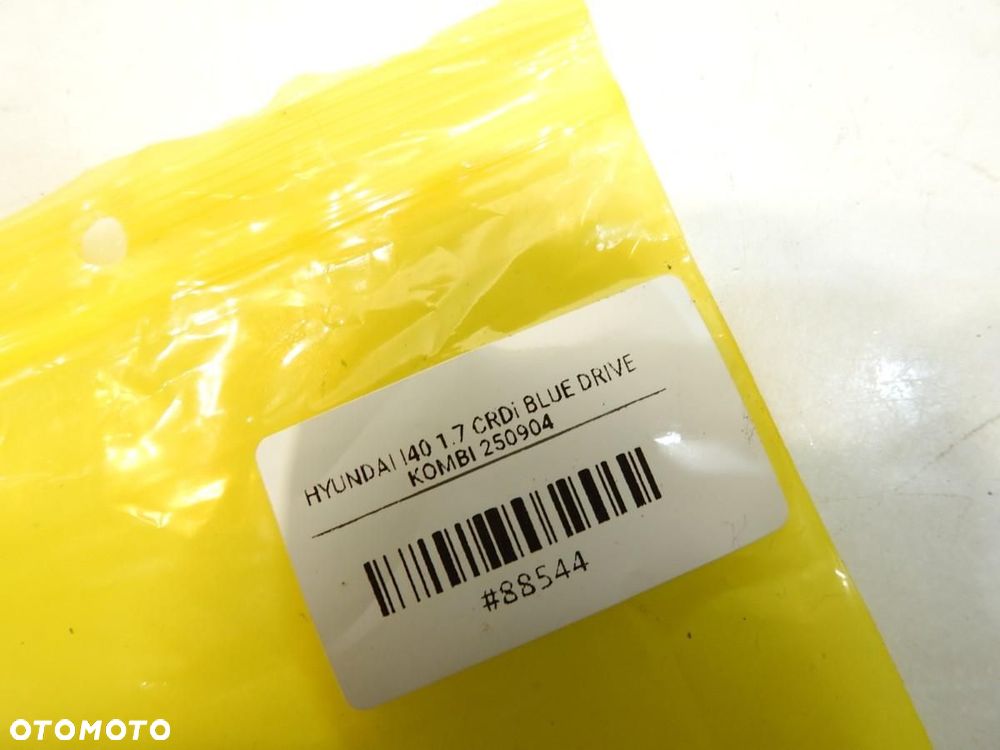 HYUNDAI I40 1.7 CRDi BLUE DRIVE
KOMBI 250904
#88544
OTOMOTO